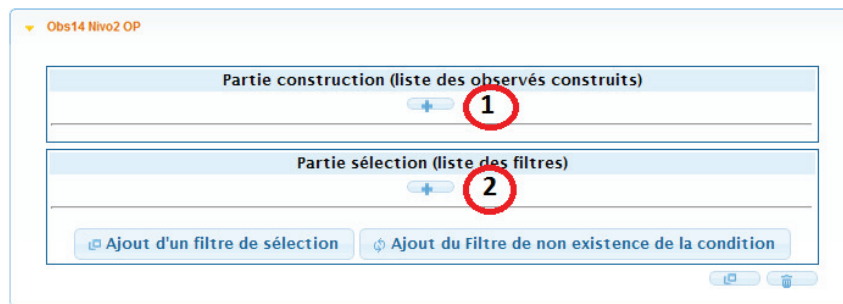 Obs14 Nivo2 OP
Partie construction (liste des observés construits)
+ 1
Partie sélection (liste des filtres)
+ 2
Ajout d'un filtre de sélection Ajout du Filtre de non existence de la condition